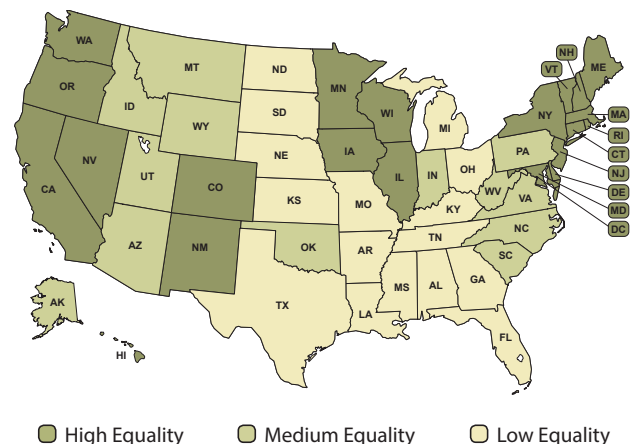 WA
OR
CA
NV
ID
MT
WY
UT
AZ
CO
NM
ND
SD
NE
KS
OK
TX
MN
IA
MO
AR
LA
WI
IL
MI
IN
OH
KY
TN
MS
AL
GA
FL
SC
NC
VA
WV
PA
NY
VT
NH
ME
MA
RI
CT
NJ
DE
MD
DC
AK
HI
High Equality Medium Equality Low Equality